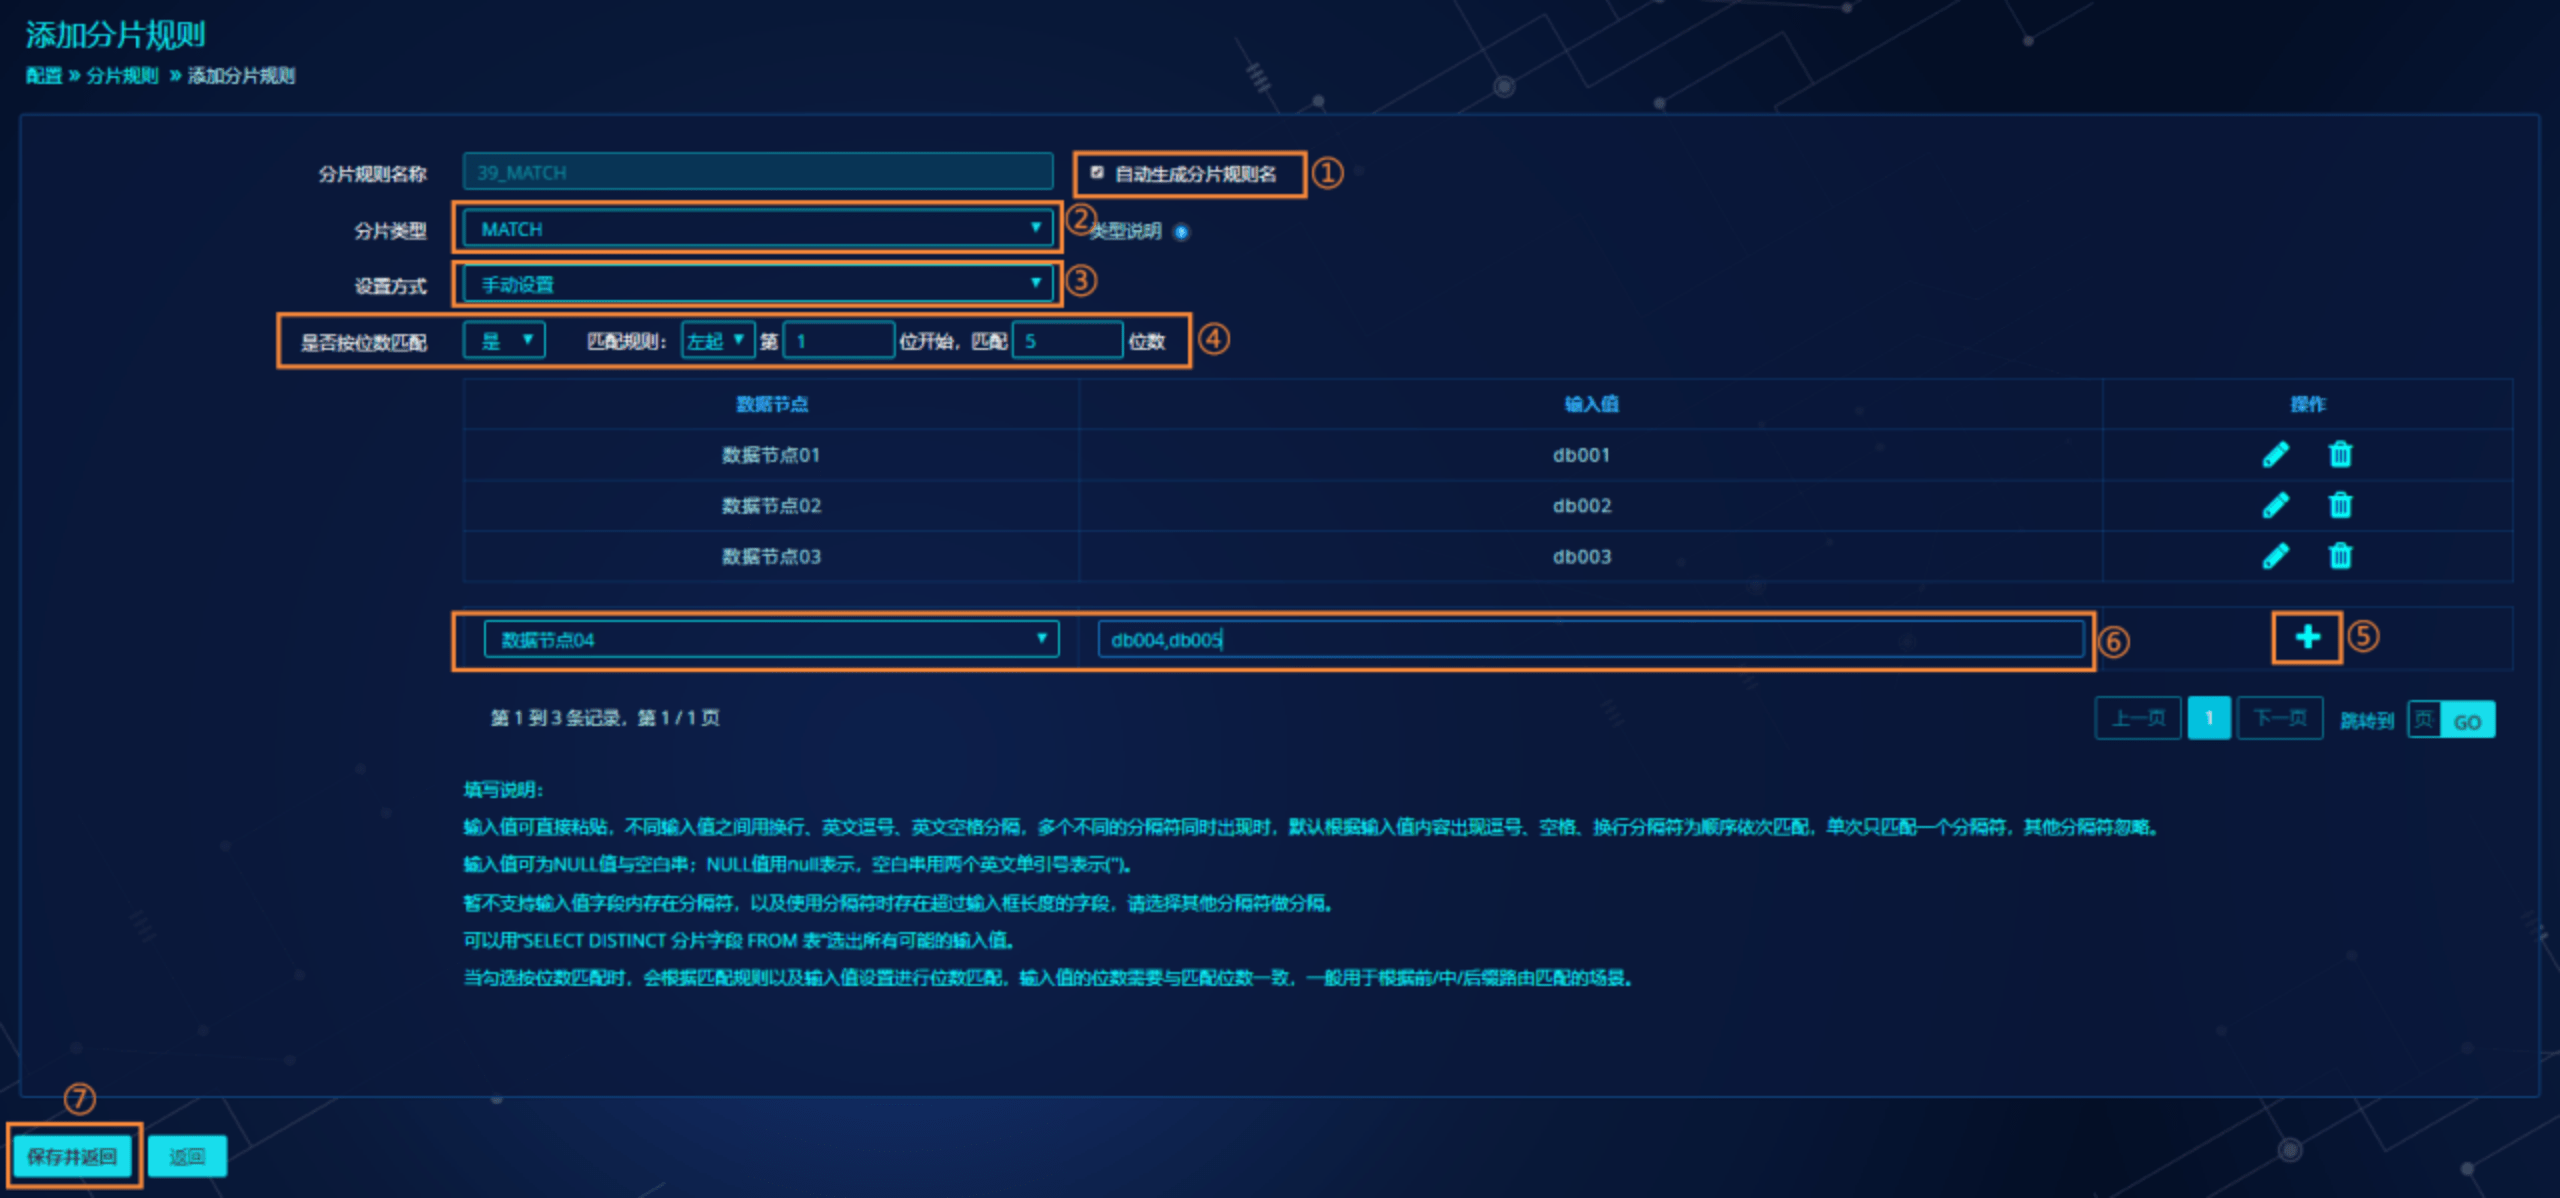 添加分片规则
配置 » 分片规则 » 添加分片规则
分片规则名称 39_MATCH 自动生成分片规则名 ①
分片类型 MATCH ② 类型说明
设置方式 手动设置 ③
是否按位数匹配 是 匹配规则: 左起 第 1 位开始, 匹配 5 位数 ④
数据节点 输入值 操作
数据节点01 db001
数据节点02 db002
数据节点03 db003
数据节点04 db004,db005 ⑥ ⑤
第 1 到 3 条记录, 第 1 / 1 页 上一页 1 下一页 跳转到 页 GO
填写说明:
输入值可直接粘贴, 不同输入值之间用换行、英文逗号、英文空格分隔, 多个不同的分隔符同时出现时, 默认根据输入值内容出现逗号、空格、换行分隔符为顺序依次匹配, 单次只匹配一个分隔符, 其他分隔符忽略。
输入值可为NULL值与空白串; NULL值用null表示, 空白串用两个英文单引号表示('')。
暂不支持输入值字段内存在分隔符, 以及使用分隔符时存在超过输入框长度的字段, 请选择其他分隔符做分隔。
可以用"SELECT DISTINCT 分片字段 FROM 表"选出所有可能的输入值。
当勾选按位数匹配时, 会根据匹配规则以及输入值设置进行位数匹配, 输入值的位数需要与匹配位数一致, 一般用于根据前/中/后缀路由匹配的场景。
⑦
保存并返回 返回